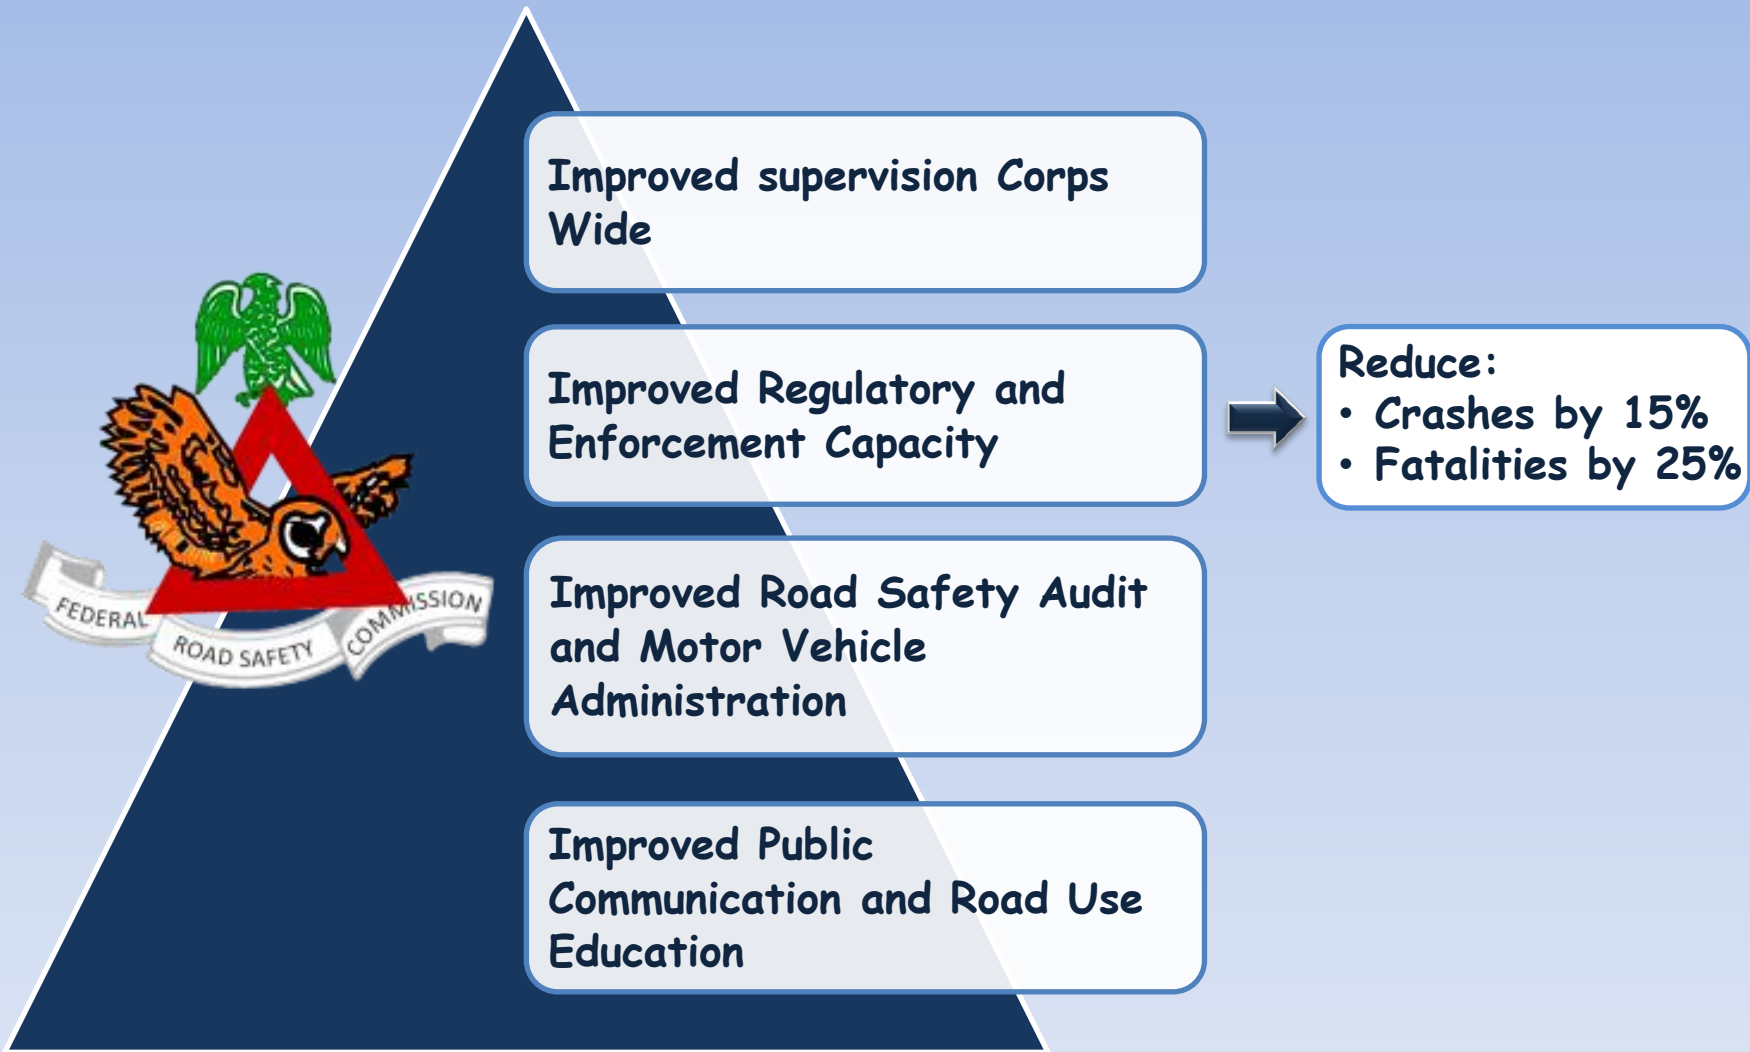 Improved supervision Corps
Wide
Improved Regulatory and
Enforcement Capacity
Reduce:
• Crashes by 15%
• Fatalities by 25%
Improved Road Safety Audit
and Motor Vehicle
Administration
Improved Public
Communication and Road Use
Education
FEDERAL
ROAD SAFETY
COMMISSION